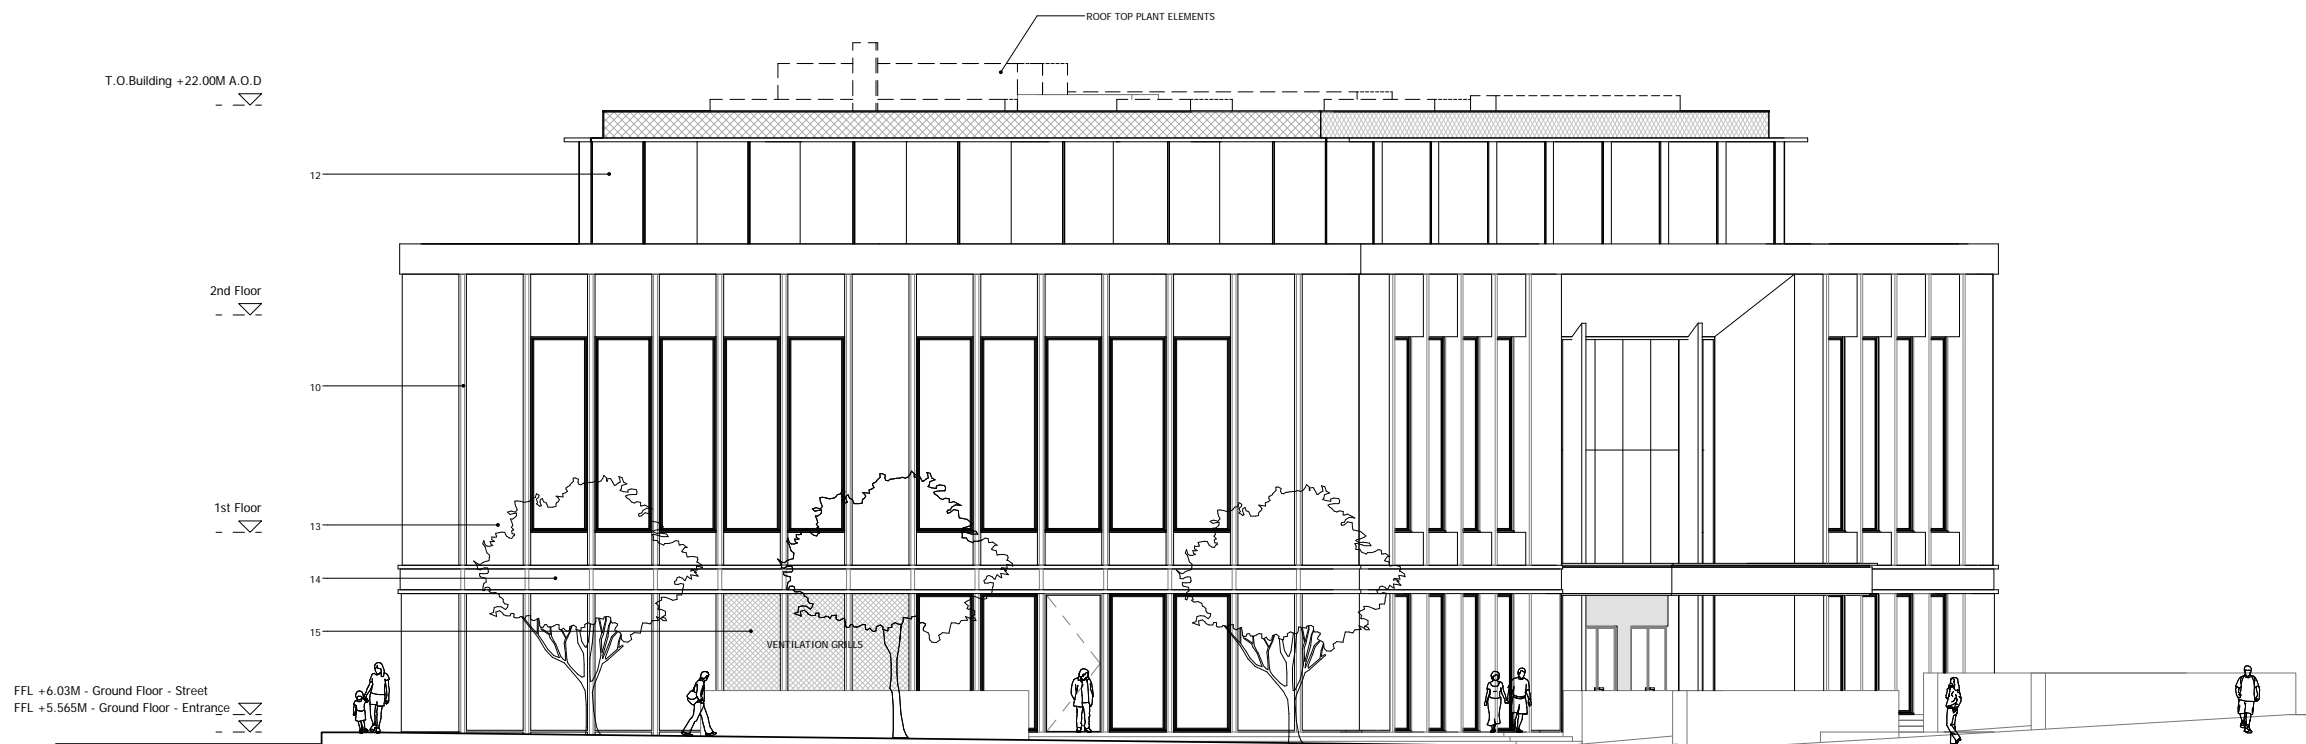 ROOF TOP PLANT ELEMENTS
T.O.Building +22.00M A.O.D
12
2nd Floor
10
1st Floor
13
14
15
VENTILATION GRILLS
FFL +6.03M - Ground Floor - Street
FFL +5.565M - Ground Floor - Entrance